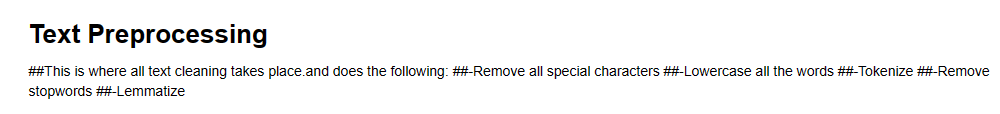 Text Preprocessing
##This is where all text cleaning takes place.and does the following: ##-Remove all special characters ##-Lowercase all the words ##-Tokenize ##-Remove
stopwords ##-Lemmatize